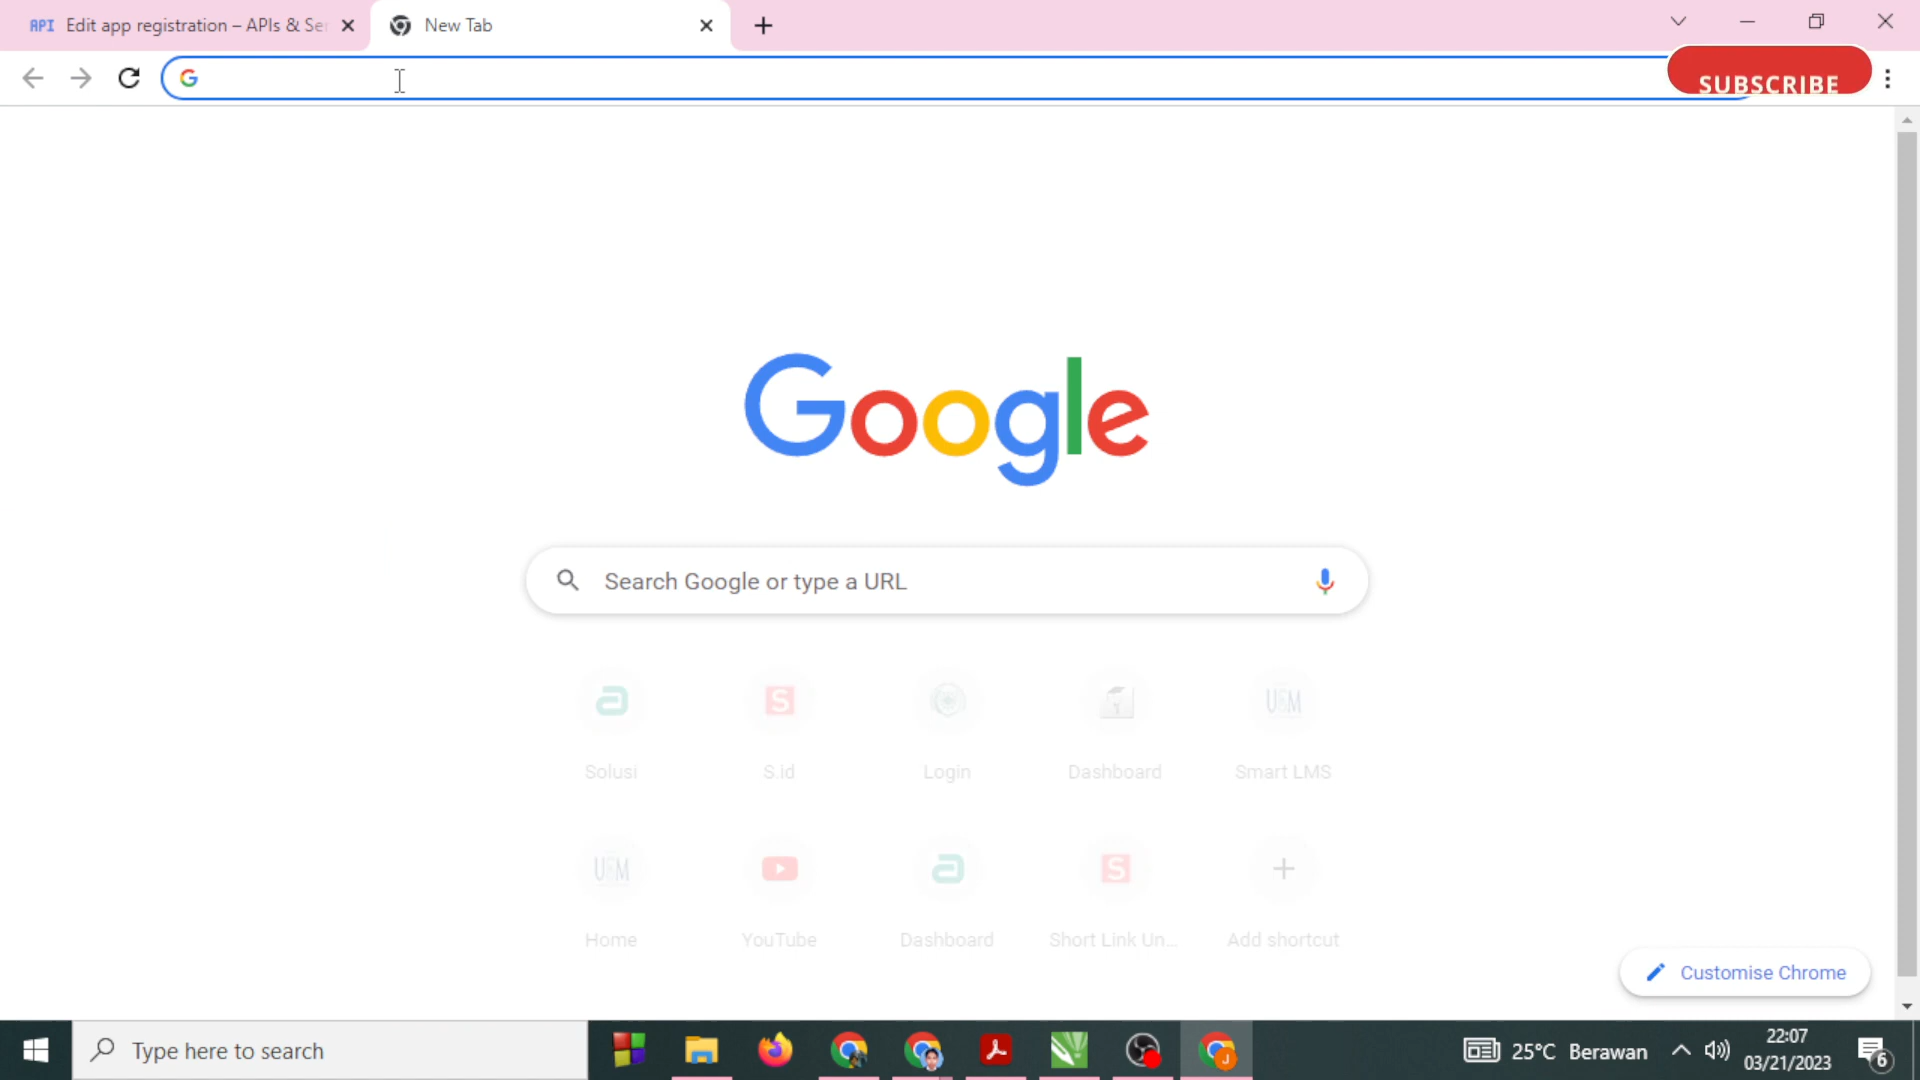 API Edit app registration – APIs & Ser
New Tab
SUBSCRIBE
Google
Search Google or type a URL
Solusi
S.id
Login
Dashboard
Smart LMS
Home
YouTube
Dashboard
Short Link Un...
Add shortcut
Customise Chrome
Type here to search
25°C Berawan
22:07
03/21/2023
6